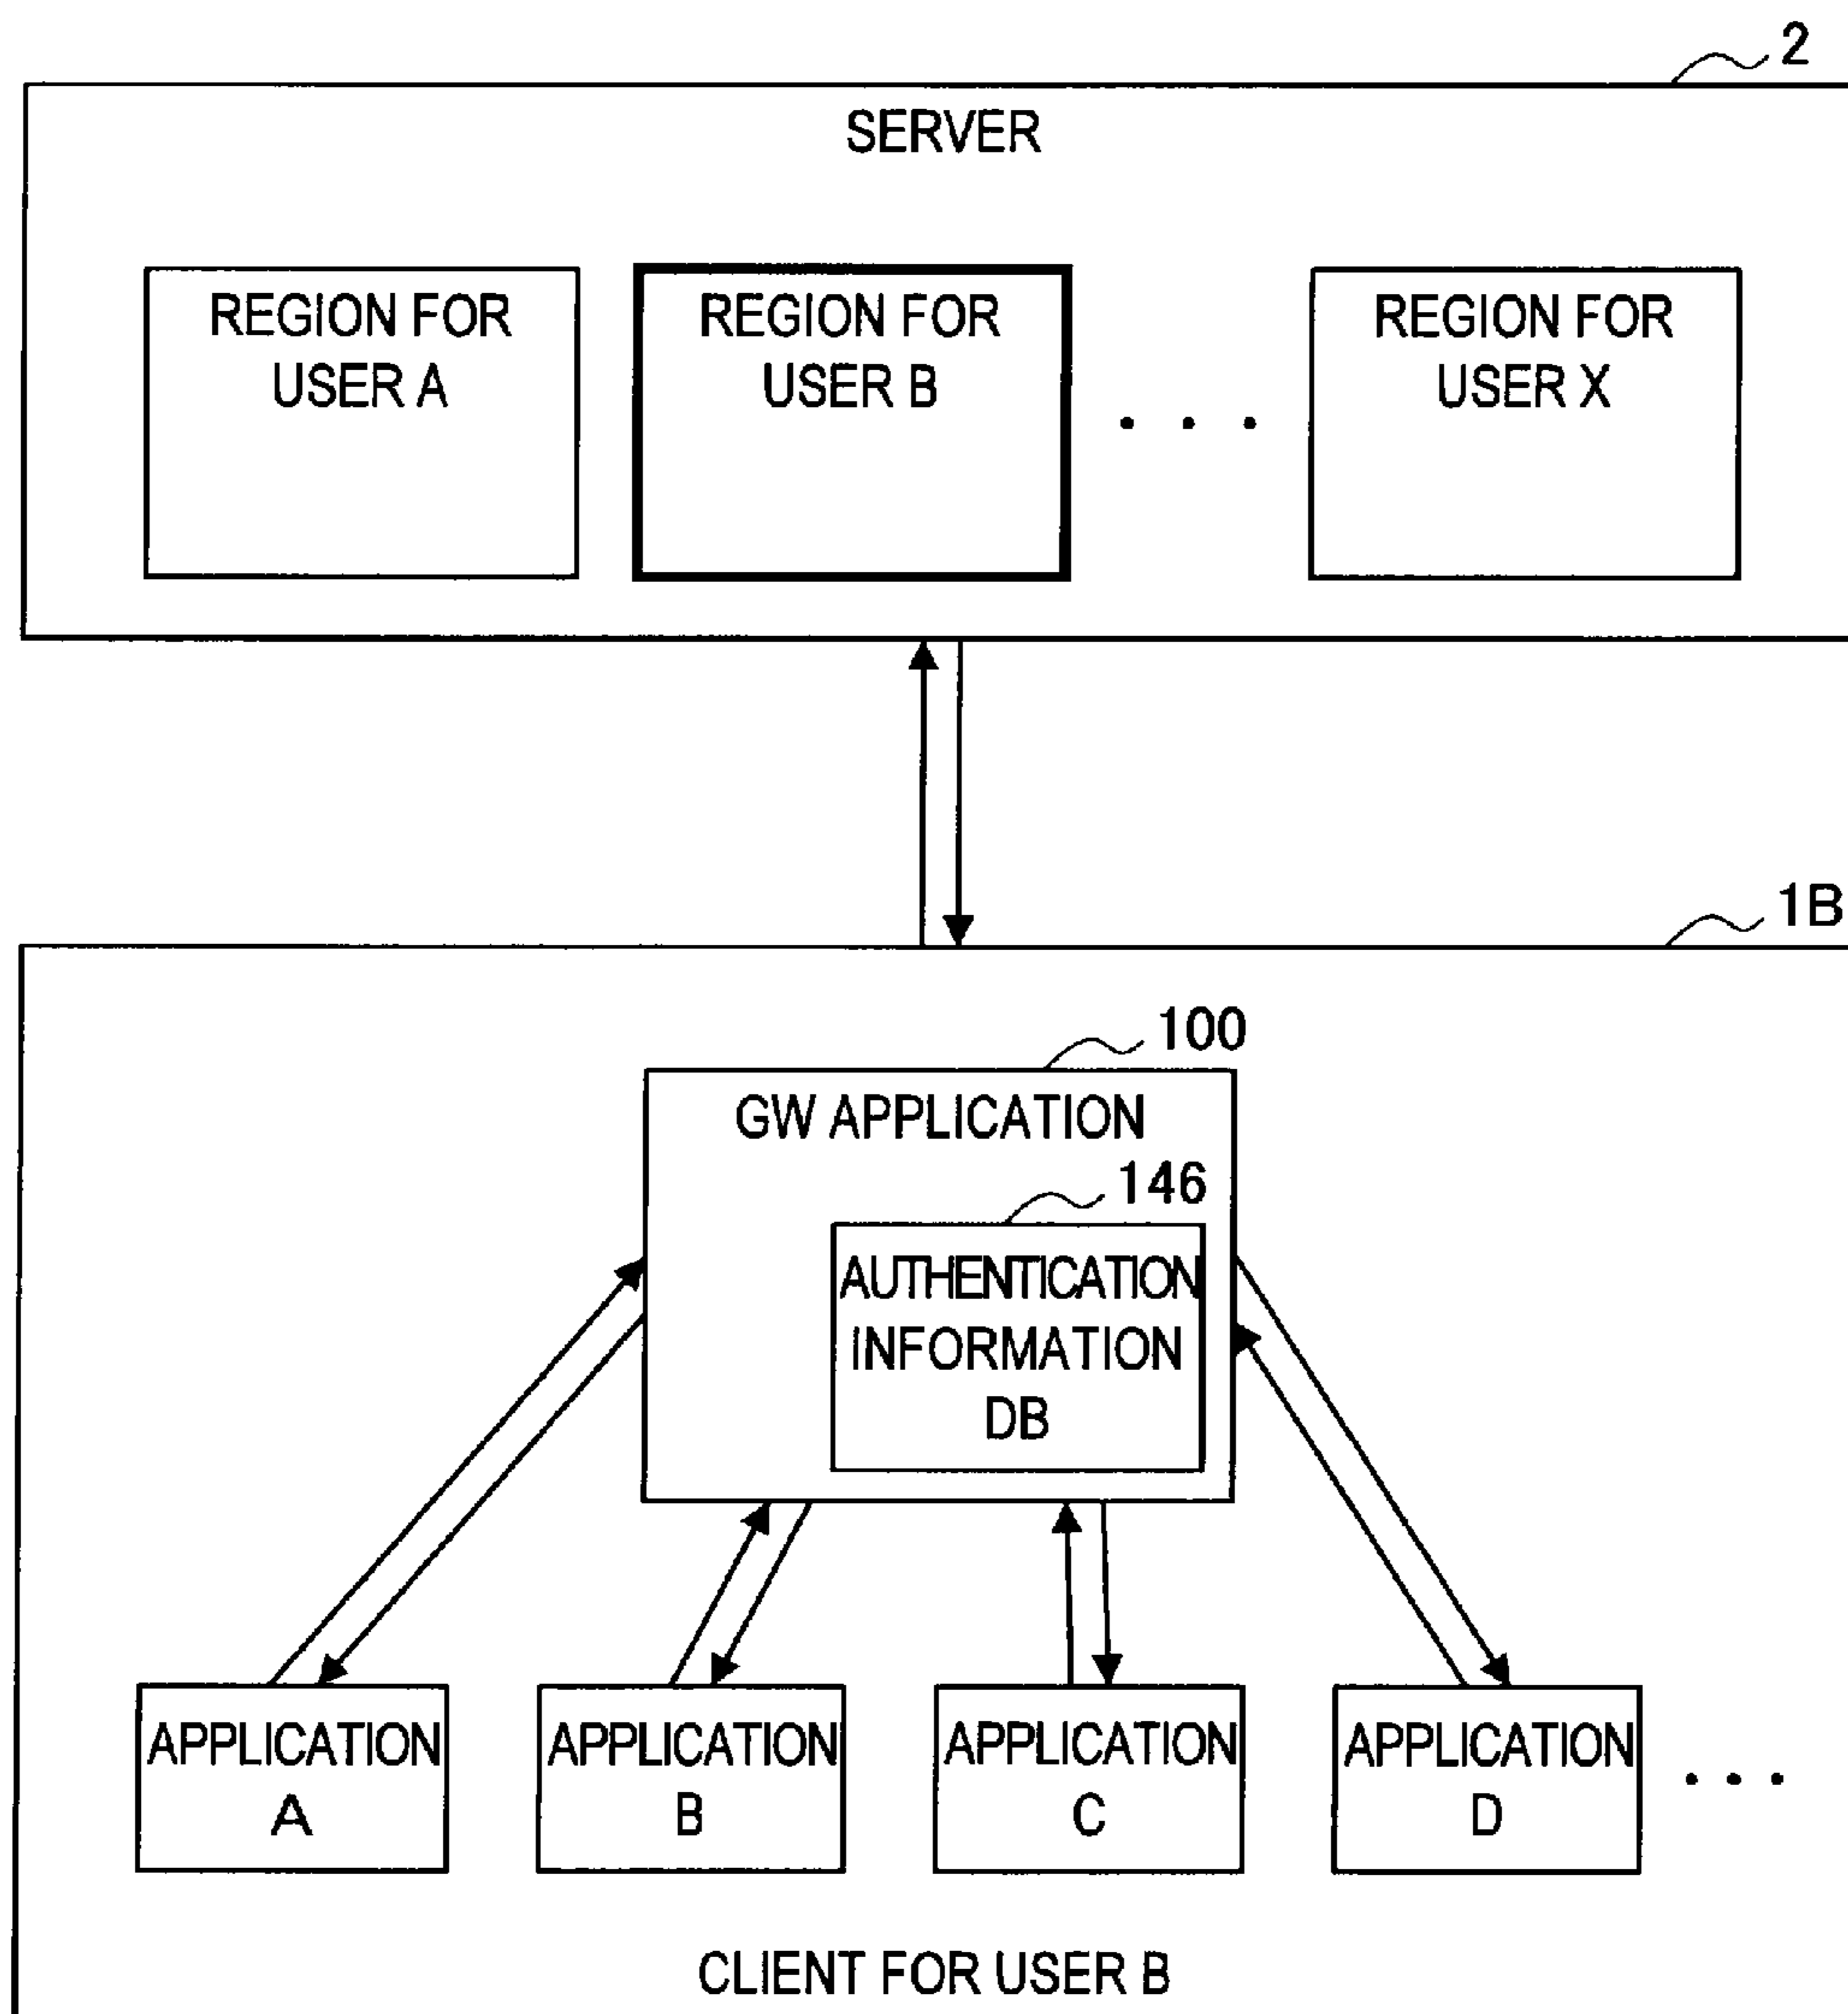 2
SERVER
REGION FOR
USER A
REGION FOR
USER B
• • •
REGION FOR
USER X
1B
100
GW APPLICATION
146
AUTHENTICATION
INFORMATION
DB
APPLICATION
A
APPLICATION
B
APPLICATION
C
APPLICATION
D
• • •
CLIENT FOR USER B